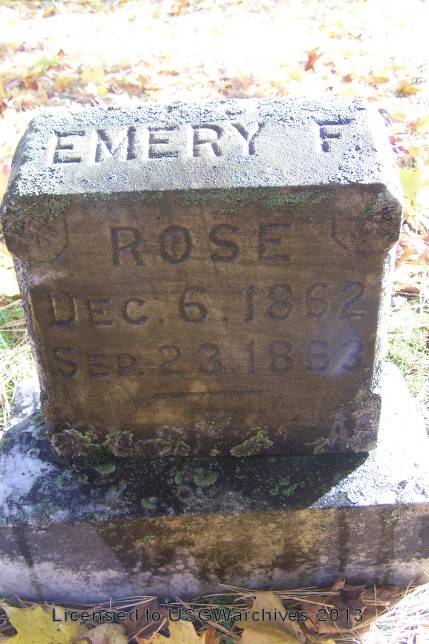 EMERY F.
ROSE
DEC. 6. 1862
SEP. 23. 1863
Licensed to USGWarchives 2013